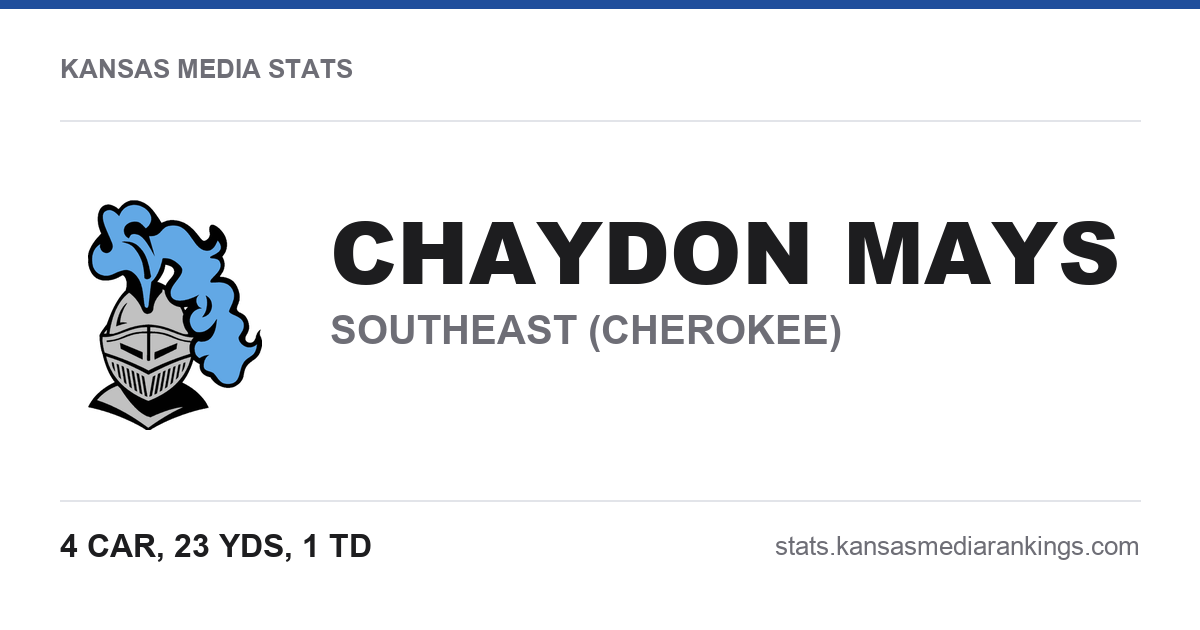 KANSAS MEDIA STATS
CHAYDON MAYS
SOUTHEAST (CHEROKEE)
4 CAR, 23 YDS, 1 TD
stats.kansasmediarankings.com